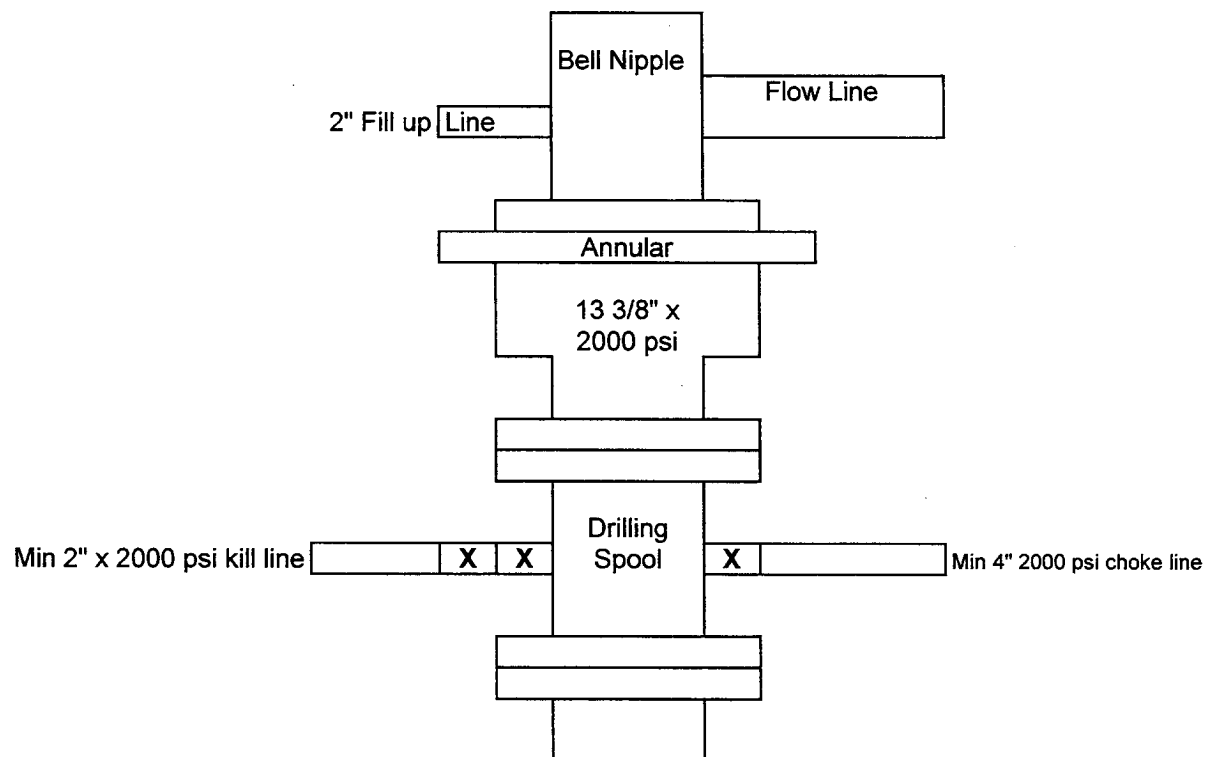 Bell Nipple
Flow Line
2" Fill up Line
Annular
13 3/8" x
2000 psi
Drilling
Spool
Min 2" x 2000 psi kill line
X X
X
Min 4" 2000 psi choke line